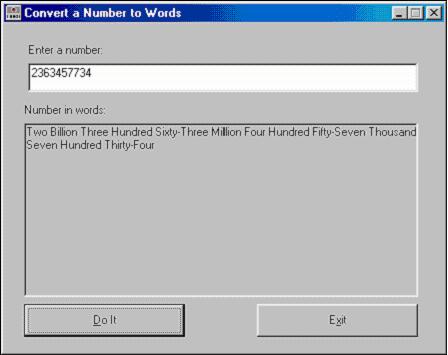 Convert a Number to Words
Enter a number:
2363457734
Number in words:
Two Billion Three Hundred Sixty-Three Million Four Hundred Fifty-Seven Thousand
Seven Hundred Thirty-Four
Do It
Exit